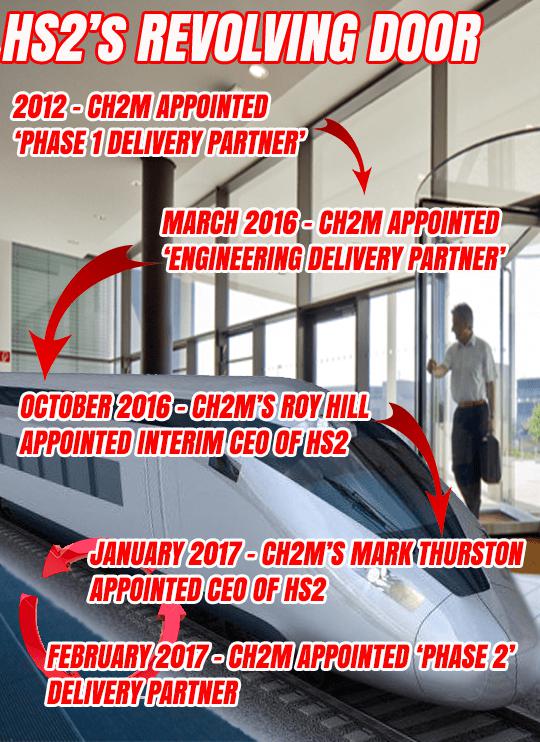 HS2'S REVOLVING DOOR
2012 - CH2M APPOINTED
'PHASE 1 DELIVERY PARTNER'
MARCH 2016 - CH2M APPOINTED
'ENGINEERING DELIVERY PARTNER'
OCTOBER 2016 - CH2M'S ROY HILL
APPOINTED INTERIM CEO OF HS2
JANUARY 2017 - CH2M'S MARK THURSTON
APPOINTED CEO OF HS2
FEBRUARY 2017 - CH2M APPOINTED 'PHASE 2'
DELIVERY PARTNER